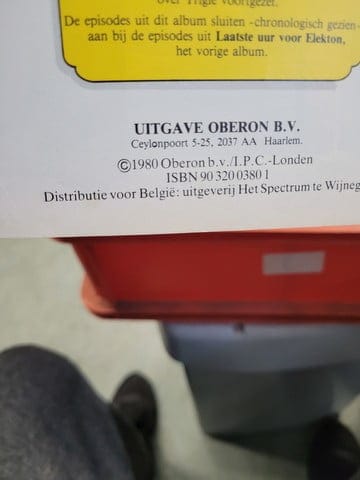 over Trigië voortgezet.
De episodes uit dit album sluiten -chronologisch gezien-
aan bij de episodes uit Laatste uur voor Elekton,
het vorige album.
UITGAVE OBERON B.V.
Ceylonpoort 5-25, 2037 AA Haarlem.
©1980 Oberon b.v./I.P.C.-Londen
ISBN 90 320 0380 1
Distributie voor België: uitgeverij Het Spectrum te Wijneg